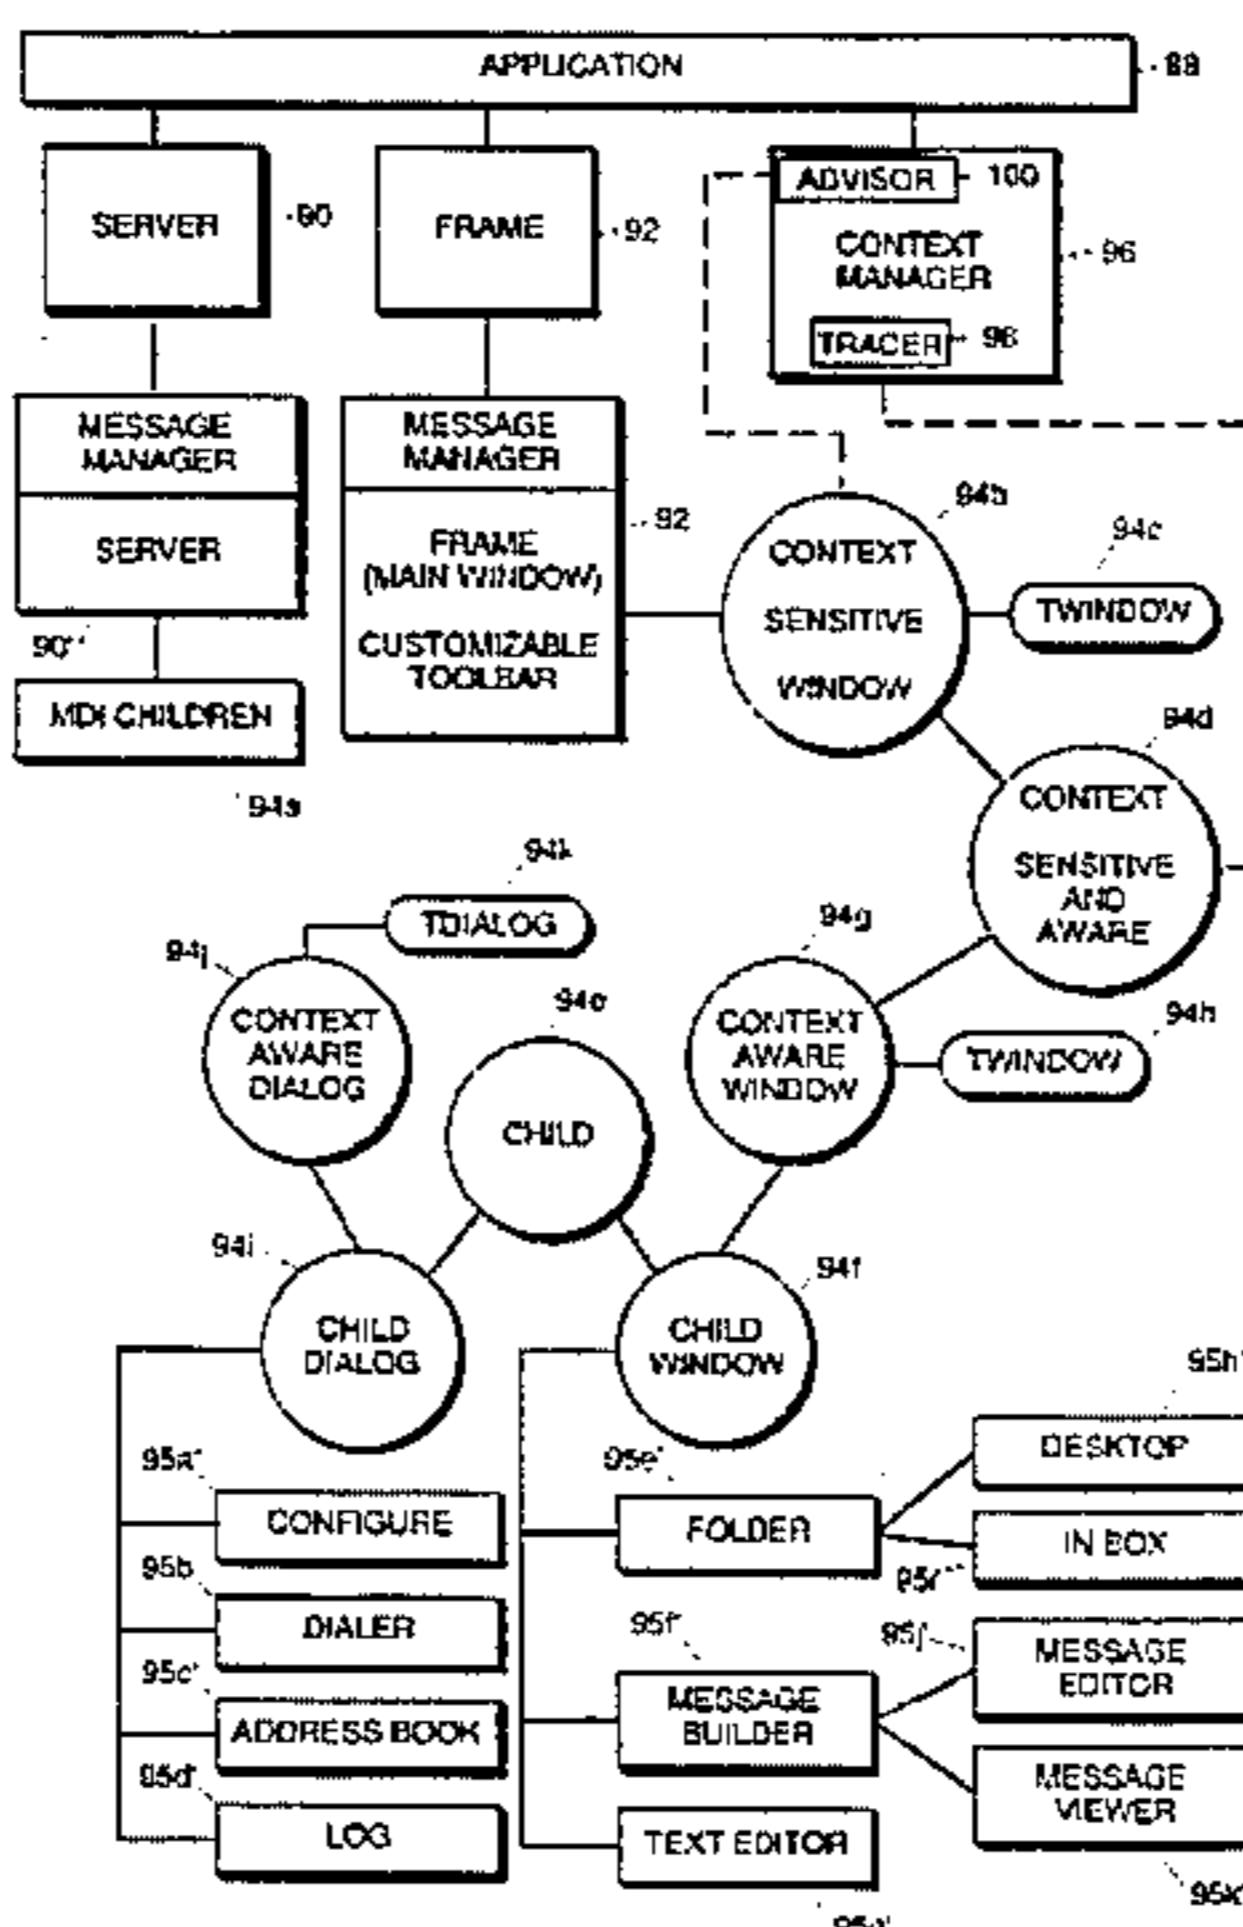 APPLICATION
88
SERVER
90
FRAME
92
ADVISOR
100
CONTEXT
MANAGER
96
TRACER
98
MESSAGE
MANAGER
SERVER
90''
MDI CHILDREN
94a
MESSAGE
MANAGER
FRAME
(MAIN WINDOW)
CUSTOMIZABLE
TOOLBAR
92
CONTEXT
SENSITIVE
WINDOW
94b
94c
TWINDOW
94d
CONTEXT
SENSITIVE
AND
AWARE
94k
TDIALOG
94j
CONTEXT
AWARE
DIALOG
94e
CHILD
94g
CONTEXT
AWARE
WINDOW
94h
TWINDOW
94i
CHILD
DIALOG
94f
CHILD
WINDOW
95a'
CONFIGURE
95b
DIALER
95c'
ADDRESS BOOK
95d'
LOG
95e'
FOLDER
95f'
MESSAGE
BUILDER
TEXT EDITOR
95h'
DESKTOP
IN BOX
95j'
MESSAGE
EDITOR
MESSAGE
VIEWER
95k'